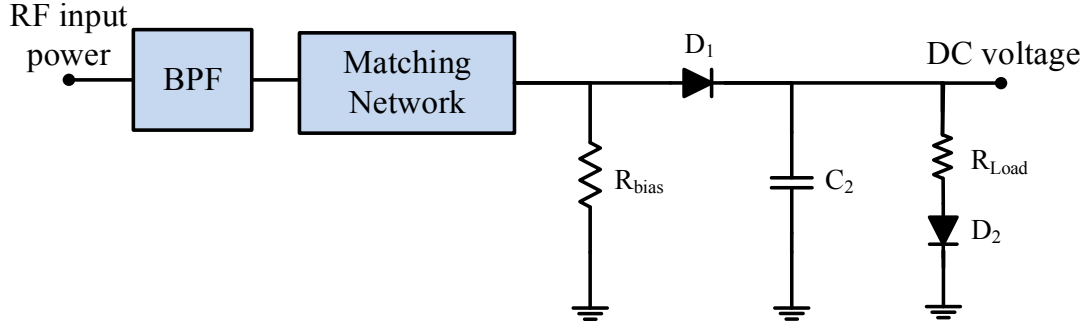 RF input
power
BPF
Matching
Network
D1
DC voltage
Rbias
C2
RLoad
D2